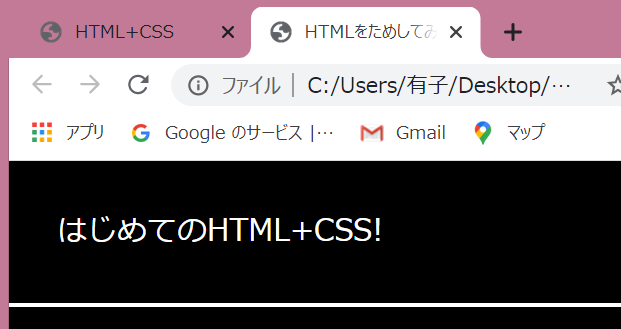 HTML+CSS
HTMLをためしてみ
ファイル | C:/Users/有子/Desktop/…
アプリ Google のサービス |… Gmail マップ
はじめてのHTML+CSS!